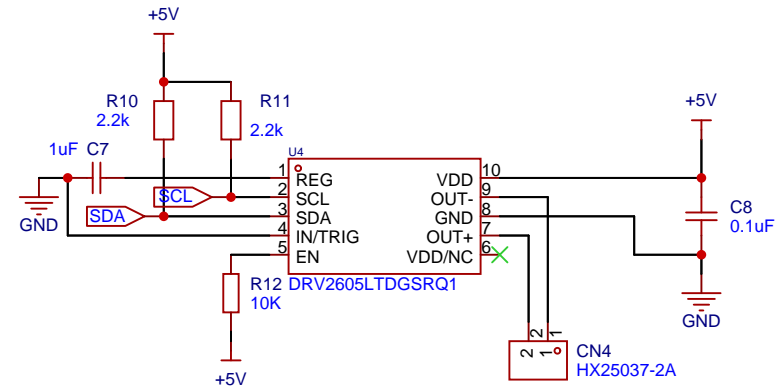 +5V
R10
2.2k
R11
2.2k
+5V
1uF C7
U4
1
REG
VDD
10
2
SCL
SCL
OUT-
9
GND
SDA
3
SDA
GND
8
C8
0.1uF
4
IN/TRIG
OUT+
7
5
EN
VDD/NC
6
R12
10K
DRV2605LTDGSRQ1
GND
+5V
2
1
2
1
CN4
HX25037-2A